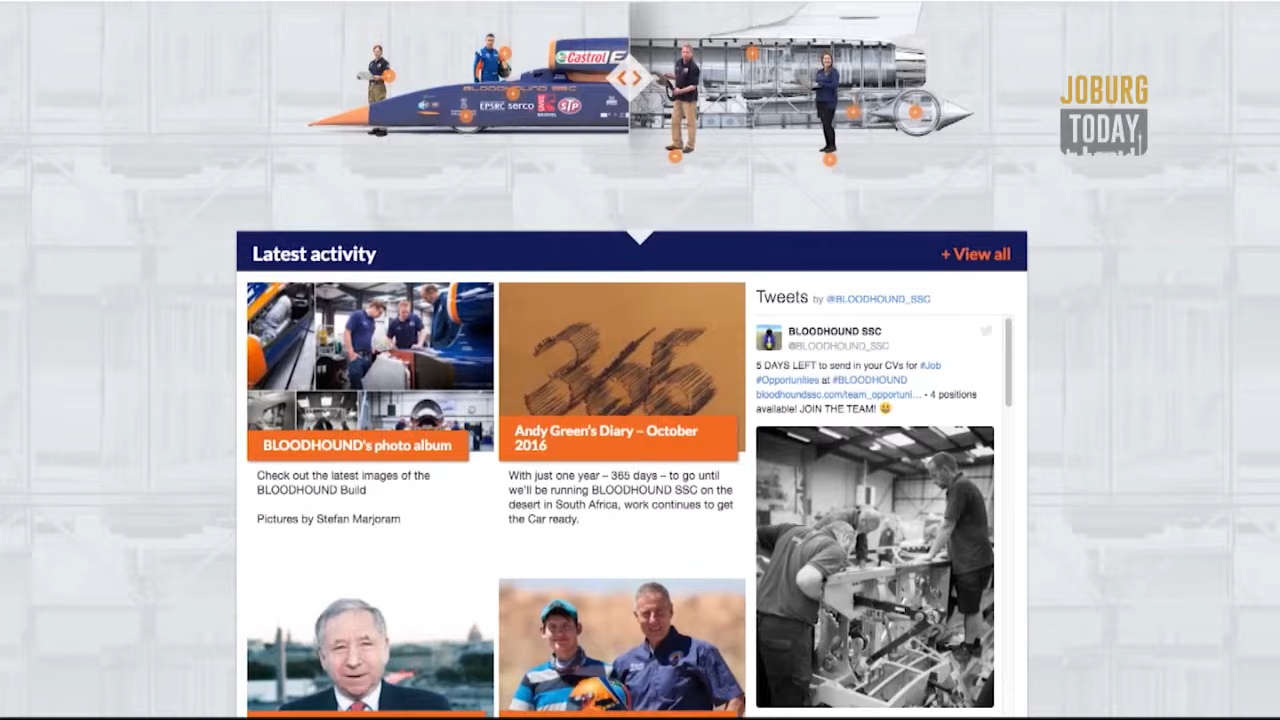 Castrol E
BLOODHOUND SSC
EPSRC serco STP
JOBURG
TODAY
Latest activity
+ View all
Tweets by @BLOODHOUND_SSC
BLOODHOUND SSC
@BLOODHOUND_SSC
5 DAYS LEFT to send in your CVs for #Job
#Opportunities at #BLOODHOUND
bloodhoundssc.com/team_opportuni... - 4 positions
available! JOIN THE TEAM! 😃
365
BLOODHOUND's photo album
Check out the latest images of the
BLOODHOUND Build
Pictures by Stefan Marjoram
Andy Green's Diary – October
2016
With just one year – 365 days – to go until
we'll be running BLOODHOUND SSC on the
desert in South Africa, work continues to get
the Car ready.